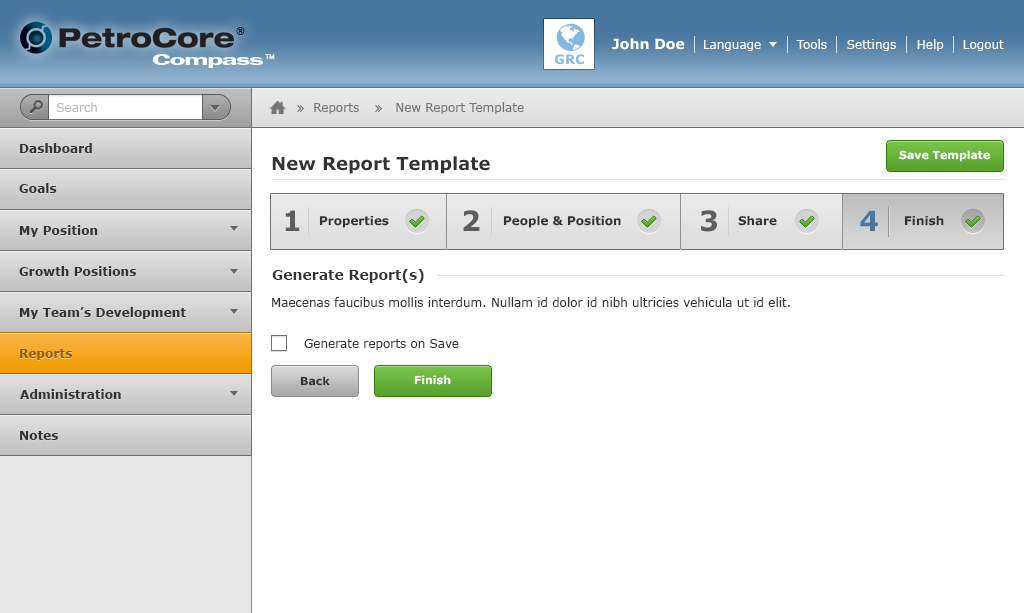 PetroCore®
Compass™
GRC
John Doe
Language
Tools
Settings
Help
Logout
Search
» Reports » New Report Template
Dashboard
Goals
My Position
Growth Positions
My Team’s Development
Reports
Administration
Notes
New Report Template
Save Template
1 Properties
2 People & Position
3 Share
4 Finish
Generate Report(s)
Maecenas faucibus mollis interdum. Nullam id dolor id nibh ultricies vehicula ut id elit.
Generate reports on Save
Back
Finish